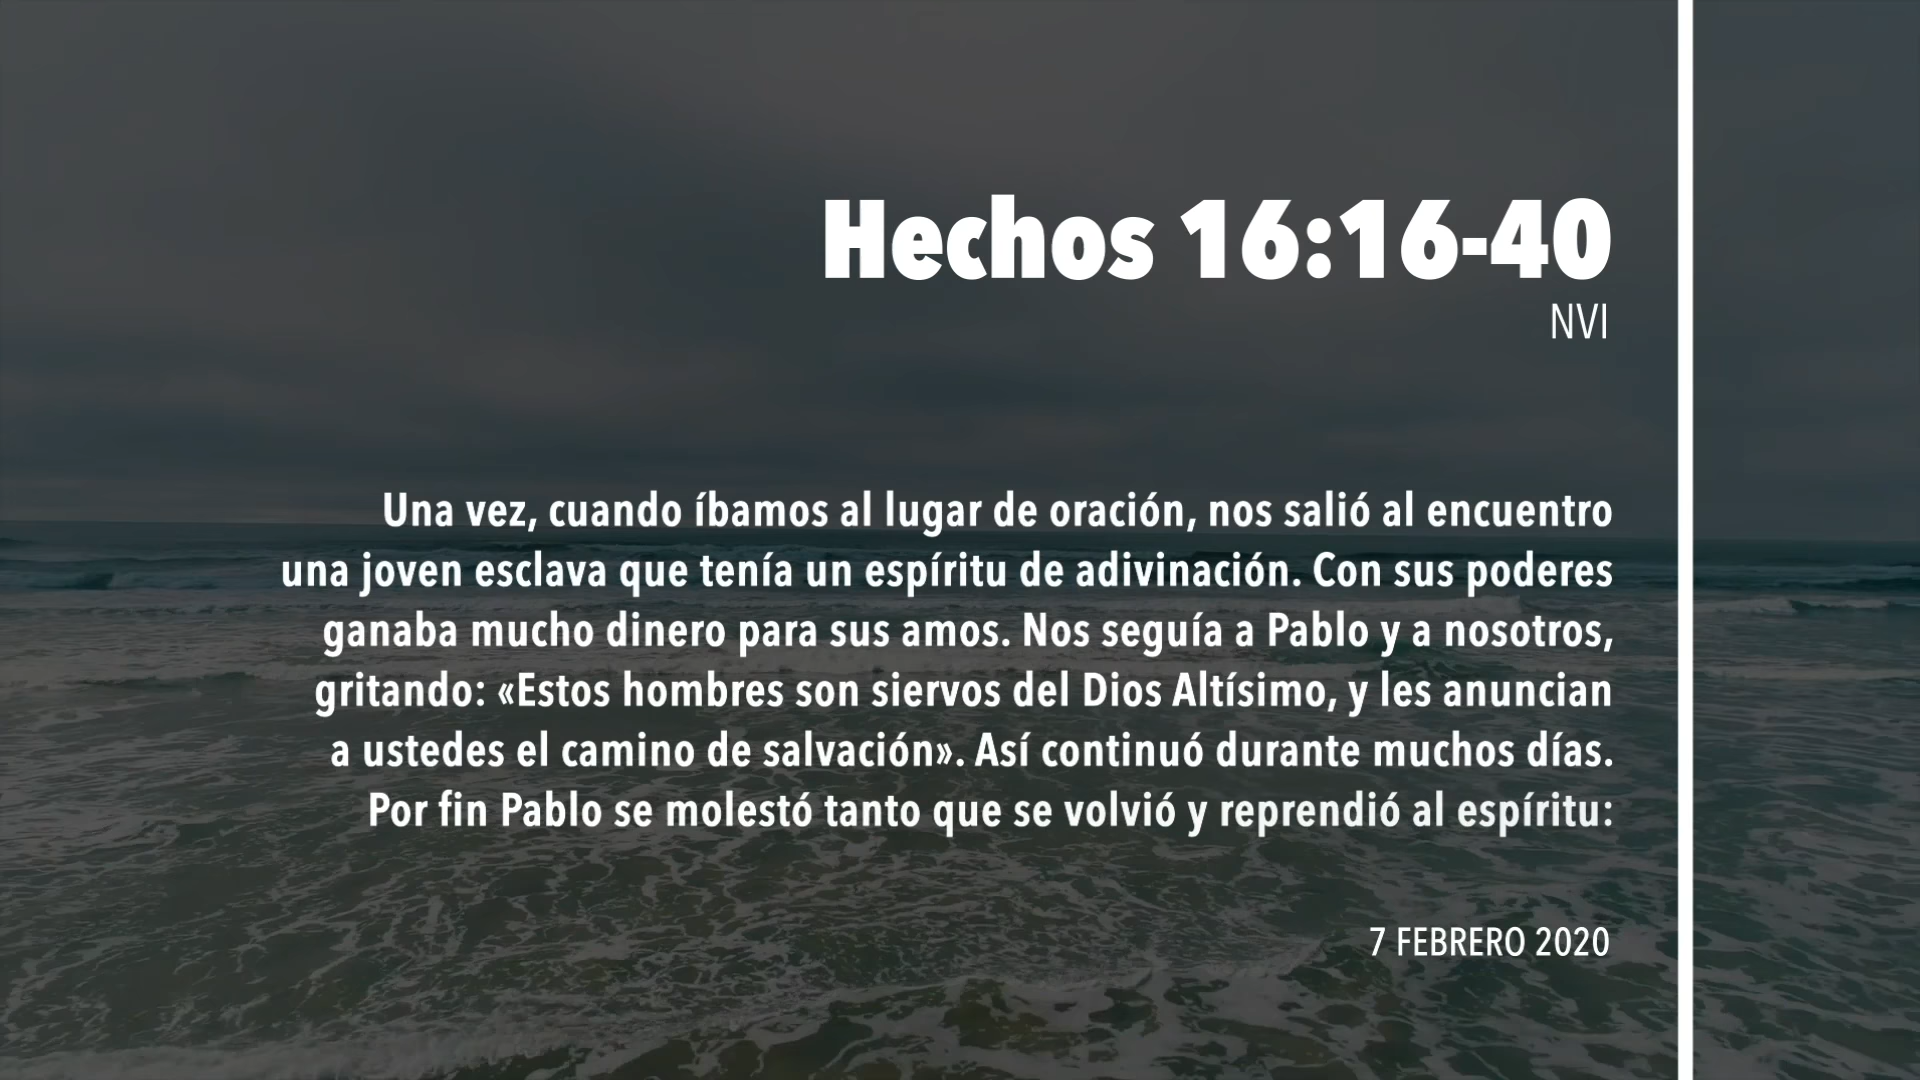 Hechos 16:16-40
NVI
Una vez, cuando íbamos al lugar de oración, nos salió al encuentro
una joven esclava que tenía un espíritu de adivinación. Con sus poderes
ganaba mucho dinero para sus amos. Nos seguía a Pablo y a nosotros,
gritando: «Estos hombres son siervos del Dios Altísimo, y les anuncian
a ustedes el camino de salvación». Así continuó durante muchos días.
Por fin Pablo se molestó tanto que se volvió y reprendió al espíritu:
7 FEBRERO 2020